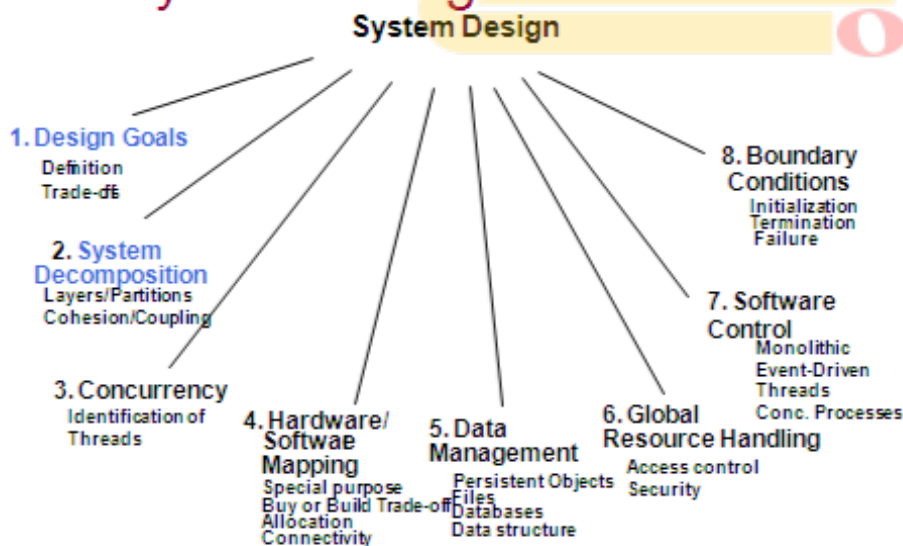 System Design
1. Design Goals
Definition
Trade-offs
2. System
Decomposition
Layers/Partitions
Cohesion/Coupling
3. Concurrency
Identification of
Threads
4. Hardware/
Software
Mapping
Special purpose
Buy or Build Trade-off
Allocation
Connectivity
5. Data
Management
Persistent Objects
Files
Databases
Data structure
6. Global
Resource Handling
Access control
Security
7. Software
Control
Monolithic
Event-Driven
Threads
Conc. Processes
8. Boundary
Conditions
Initialization
Termination
Failure